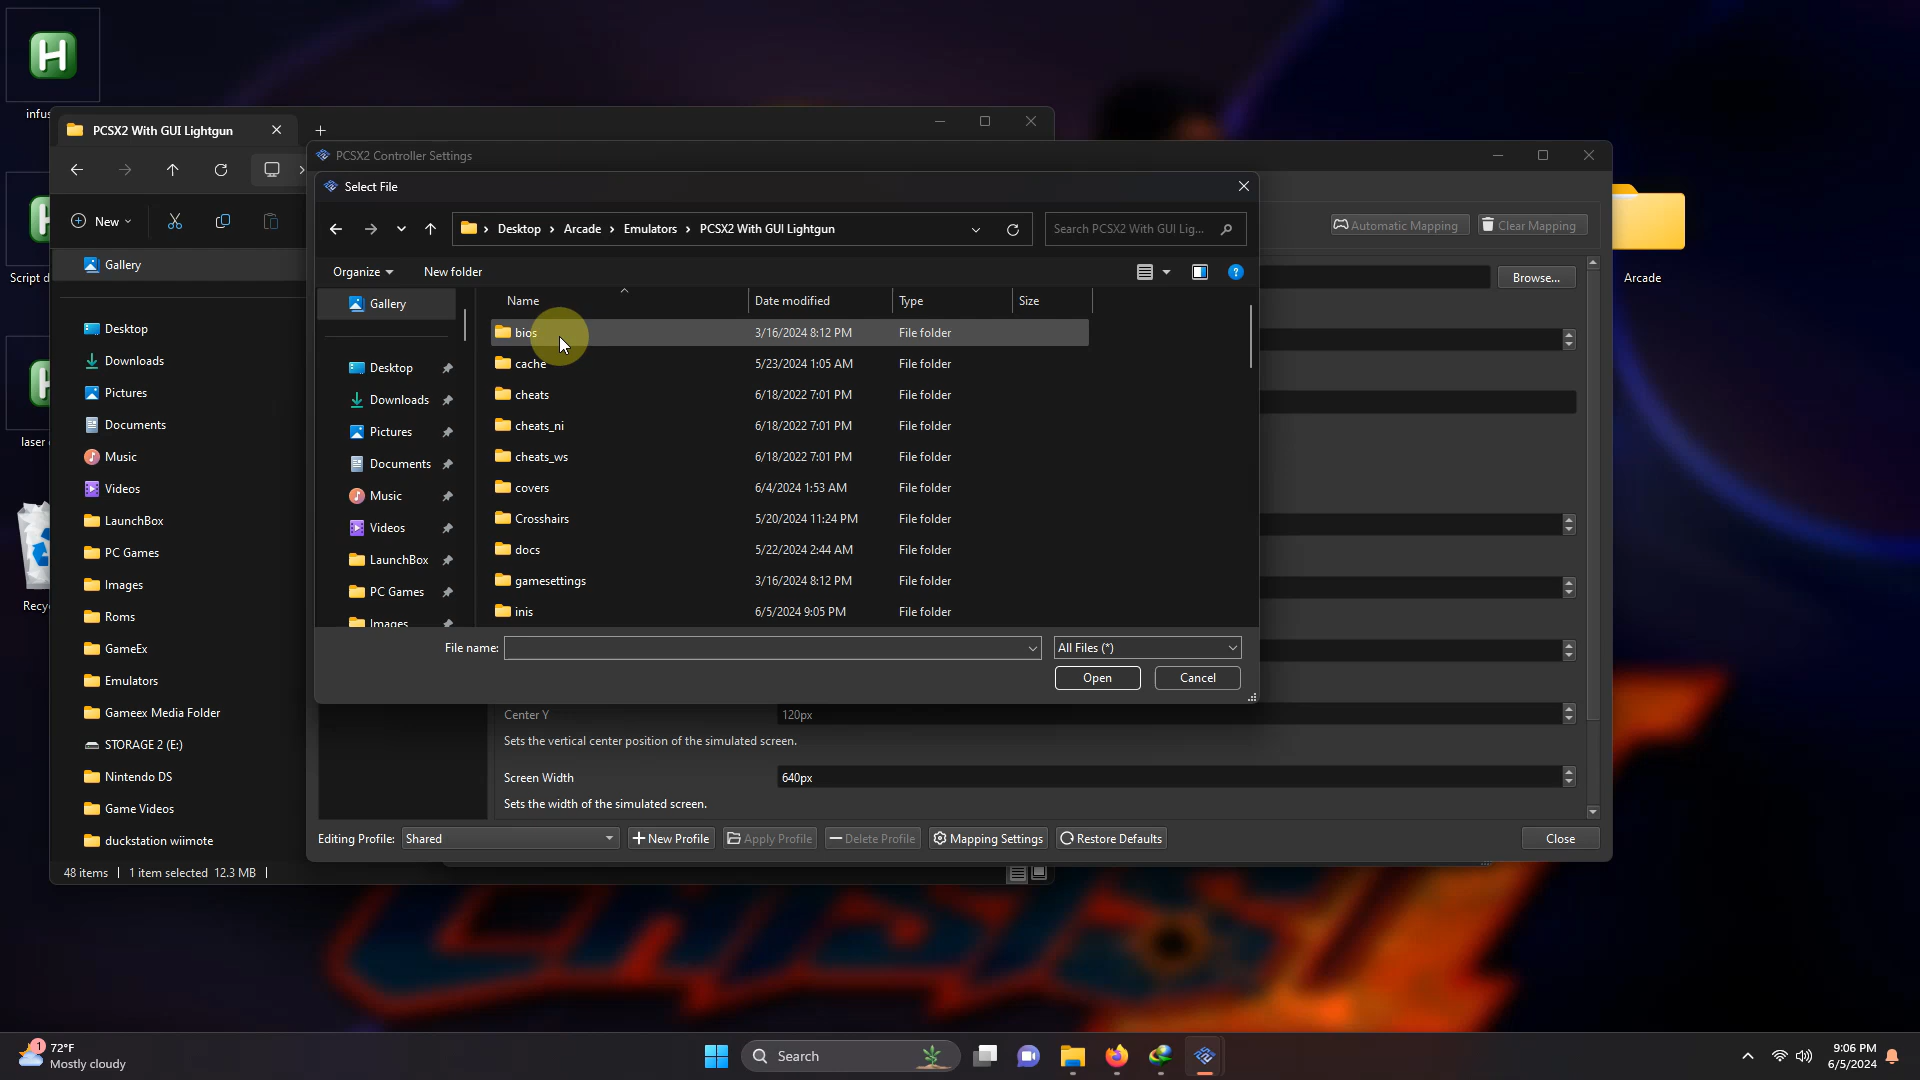 infus
Script d
laser
Recy
Arcade
PCSX2 With GUI Lightgun
New
Gallery
Desktop
Downloads
Pictures
Documents
Music
Videos
LaunchBox
PC Games
Images
Roms
GameEx
Emulators
Gameex Media Folder
STORAGE 2 (E:)
Nintendo DS
Game Videos
duckstation wiimote
48 items | 1 item selected 12.3 MB |
PCSX2 Controller Settings
Automatic Mapping Clear Mapping
Browse...
Select File
Desktop > Arcade > Emulators > PCSX2 With GUI Lightgun
Search PCSX2 With GUI Lig...
Organize New folder
Gallery
Desktop
Downloads
Pictures
Documents
Music
Videos
LaunchBox
PC Games
Images
Name Date modified Type Size
bios 3/16/2024 8:12 PM File folder
cache 5/23/2024 1:05 AM File folder
cheats 6/18/2022 7:01 PM File folder
cheats_ni 6/18/2022 7:01 PM File folder
cheats_ws 6/18/2022 7:01 PM File folder
covers 6/4/2024 1:53 AM File folder
Crosshairs 5/20/2024 11:24 PM File folder
docs 5/22/2024 2:44 AM File folder
gamesettings 3/16/2024 8:12 PM File folder
inis 6/5/2024 9:05 PM File folder
File name: All Files (*)
Open Cancel
Center Y 120px
Sets the vertical center position of the simulated screen.
Screen Width 640px
Sets the width of the simulated screen.
Editing Profile: Shared New Profile Apply Profile Delete Profile Mapping Settings Restore Defaults Close
1
72°F
Mostly cloudy
Search
9:06 PM
6/5/2024